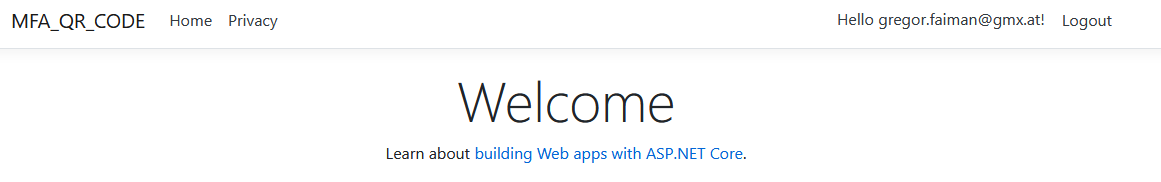 MFA_QR_CODE Home Privacy Hello gregor.faiman@gmx.at! Logout
Welcome
Learn about building Web apps with ASP.NET Core.